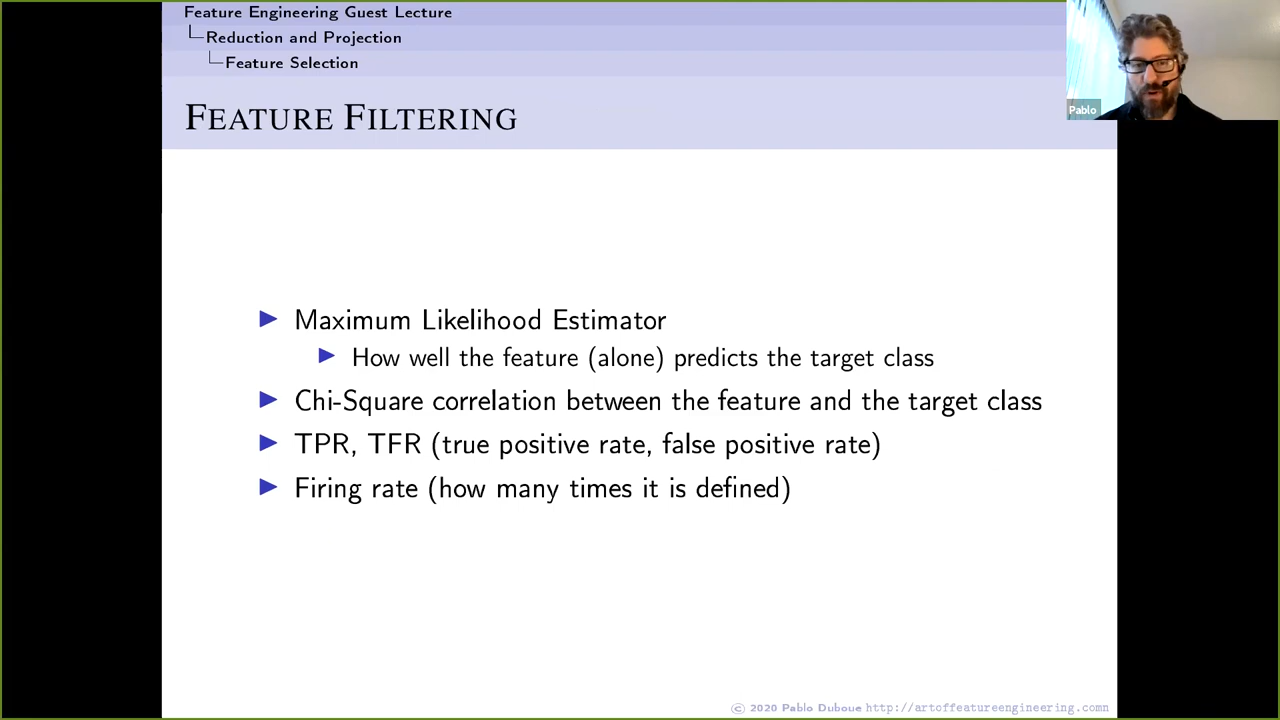 Feature Engineering Guest Lecture
Reduction and Projection
Feature Selection
FEATURE FILTERING
Pablo
Maximum Likelihood Estimator
How well the feature (alone) predicts the target class
Chi-Square correlation between the feature and the target class
TPR, TFR (true positive rate, false positive rate)
Firing rate (how many times it is defined)
© 2020 Pablo Duboue http://artoffeatureengineering.comn